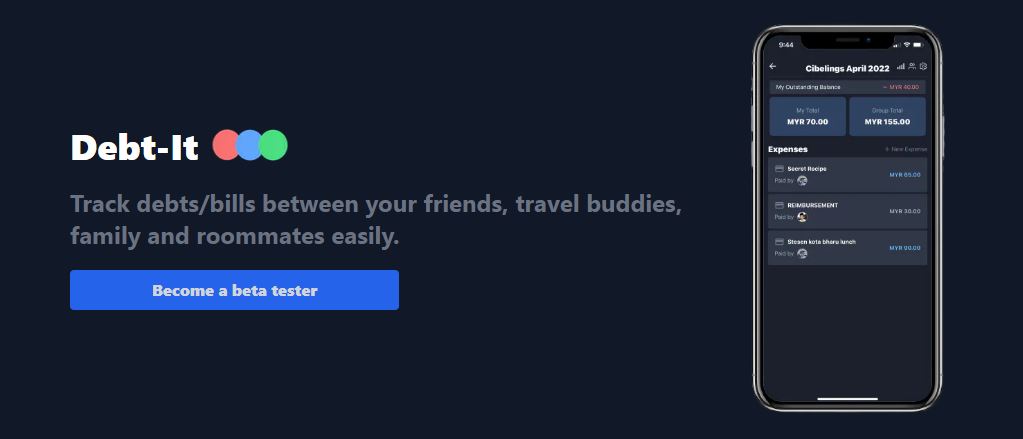 Debt-It
Track debts/bills between your friends, travel buddies,
family and roommates easily.
Become a beta tester
9:44
Cibelings April 2022
My Outstanding Balance - MYR 40.00
My Total Group Total
MYR 70.00 MYR 155.00
Expenses + New Expense
Secret Recipe
Paid by MYR 65.00
REIMBURSEMENT
Paid by MYR 30.00
Stesen kota bharu lunch
Paid by MYR 90.00